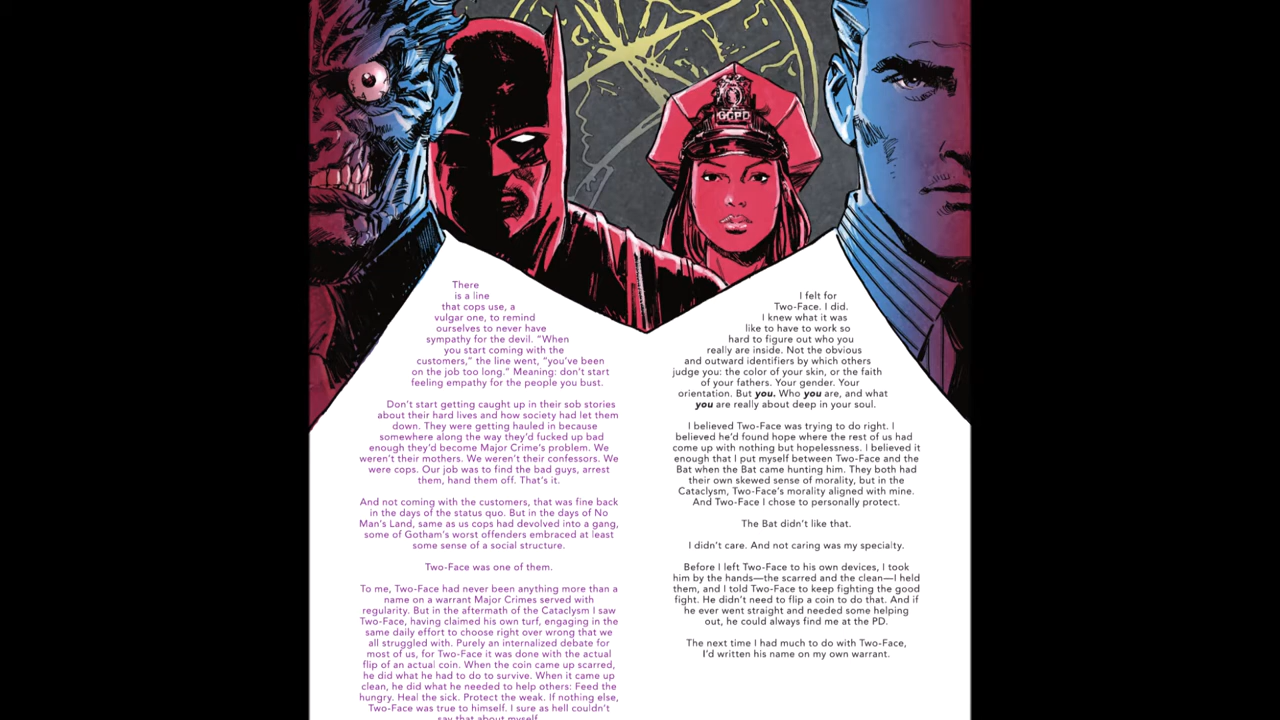 GCPD
There
is a line
that cops use, a
vulgar one, to remind
ourselves to never have
sympathy for the devil. "When
you start coming with the
customers," the line went, "you've been
on the job too long." Meaning: don't start
feeling empathy for the people you bust.
Don't start getting caught up in their sob stories
about their hard lives and how society had let them
down. They were getting hauled in because
somewhere along the way they'd fucked up bad
enough they'd become Major Crime's problem. We
weren't their mothers. We weren't their confessors. We
were cops. Our job was to find the bad guys, arrest
them, hand them off. That's it.
And not coming with the customers, that was fine back
in the days of the status quo. But in the days of No
Man's Land, same as us cops had devolved into a gang,
some of Gotham's worst offenders embraced at least
some sense of a social structure.
Two-Face was one of them.
To me, Two-Face had never been anything more than a
name on a warrant Major Crimes served with
regularity. But in the aftermath of the Cataclysm I saw
Two-Face, having claimed his own turf, engaging in the
same daily effort to choose right over wrong that we
all struggled with. Purely an internalized debate for
most of us, for Two-Face it was done with the actual
flip of an actual coin. When the coin came up scarred,
he did what he had to do to survive. When it came up
clean, he did what he needed to help others: Feed the
hungry. Heal the sick. Protect the weak. If nothing else,
Two-Face was true to himself. I sure as hell couldn't
say that about myself.
I felt for
Two-Face. I did.
I knew what it was
like to have to work so
hard to figure out who you
really are inside. Not the obvious
and outward identifiers by which others
judge you: the color of your skin, or the faith
of your fathers. Your gender. Your
orientation. But you. Who you are, and what
you are really about deep in your soul.
I believed Two-Face was trying to do right. I
believed he'd found hope where the rest of us had
come up with nothing but hopelessness. I believed it
enough that I put myself between Two-Face and the
Bat when the Bat came hunting him. They both had
their own skewed sense of morality, but in the
Cataclysm, Two-Face's morality aligned with mine.
And Two-Face I chose to personally protect.
The Bat didn't like that.
I didn't care. And not caring was my specialty.
Before I left Two-Face to his own devices, I took
him by the hands—the scarred and the clean—I held
them, and I told Two-Face to keep fighting the good
fight. He didn't need to flip a coin to do that. And if
he ever went straight and needed some helping
out, he could always find me at the PD.
The next time I had much to do with Two-Face,
I'd written his name on my own warrant.